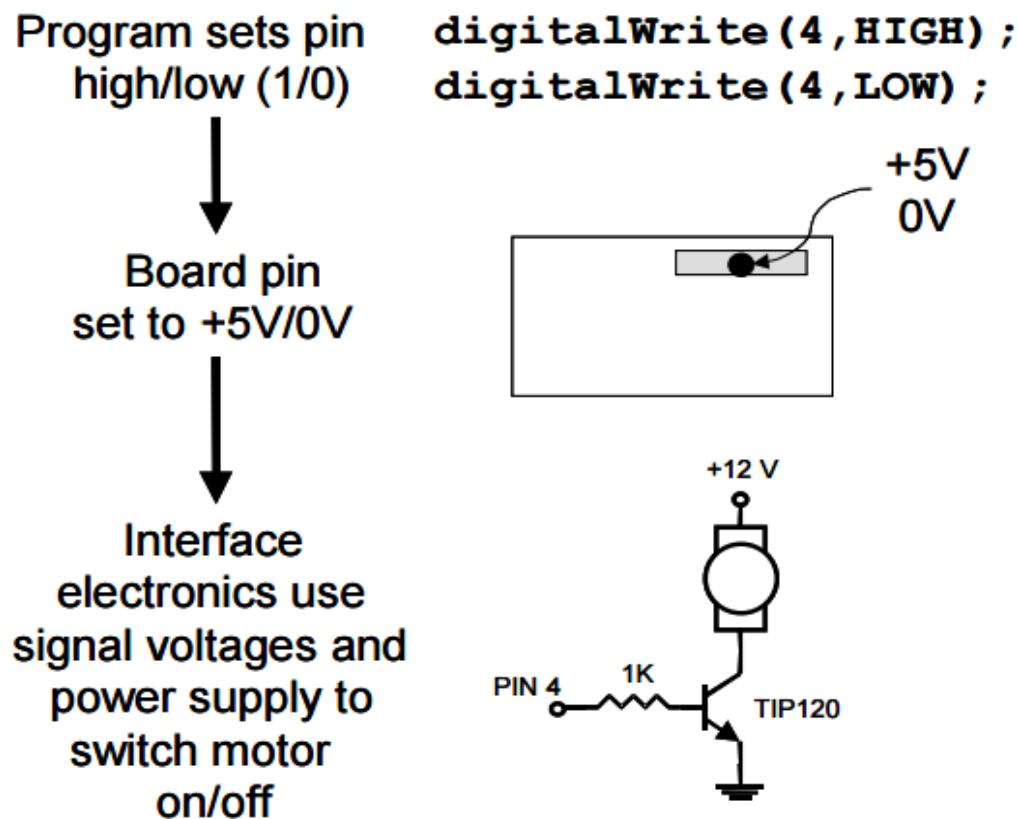 Program sets pin
high/low (1/0)
digitalWrite(4,HIGH);
digitalWrite(4,LOW);
+5V
0V
Board pin
set to +5V/0V
+12 V
Interface
electronics use
signal voltages and
power supply to
switch motor
on/off
PIN 4
1K
TIP120